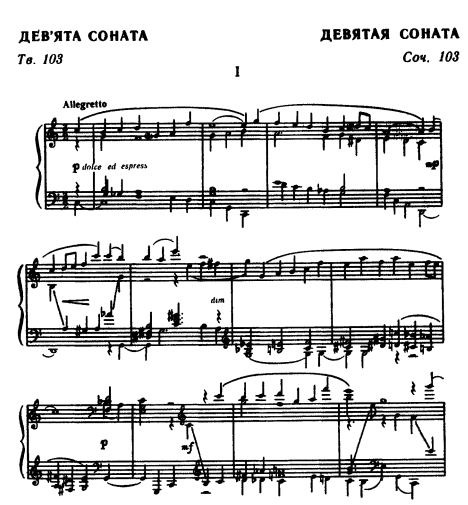 ДЕВ'ЯТА СОНАТА
Тв. 103
ДЕВЯТАЯ СОНАТА
Соч. 103
I
Allegretto
p dolce ed espress
mp
dim
p
mf